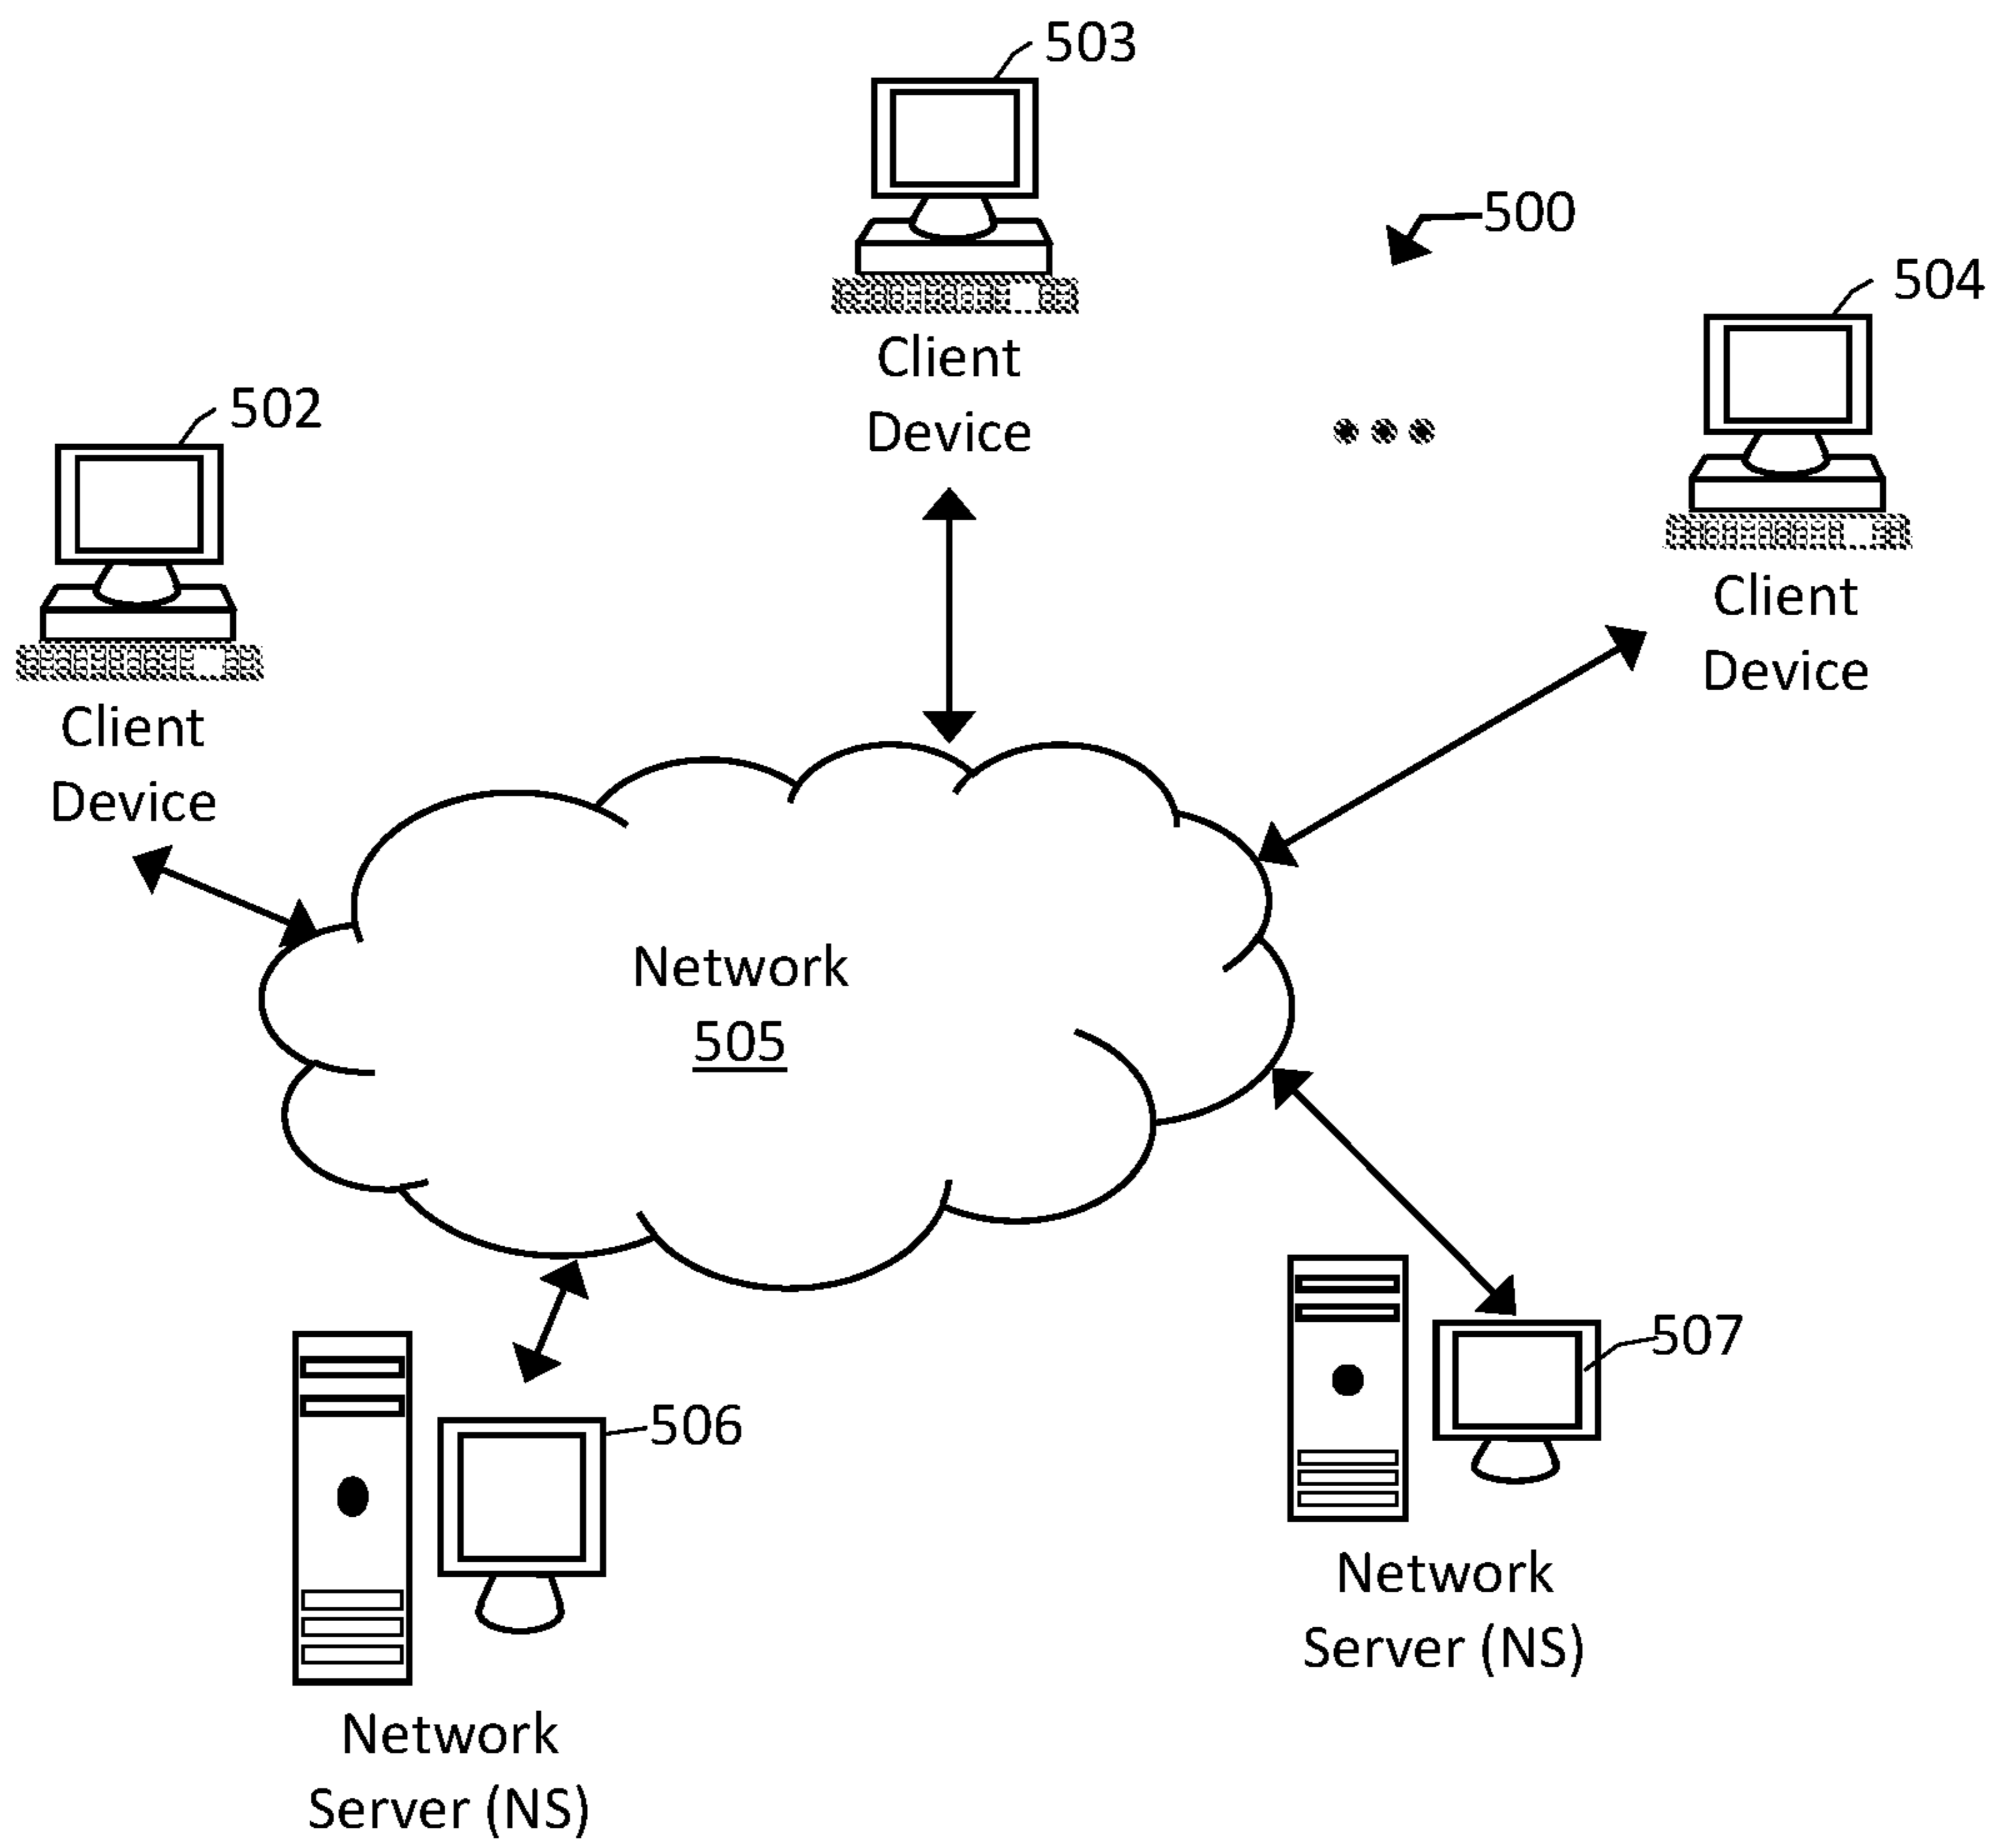 503
500
504
Client
Device
502
Client
Device
Client
Device
Network
505
507
506
Network
Server (NS)
Network
Server (NS)